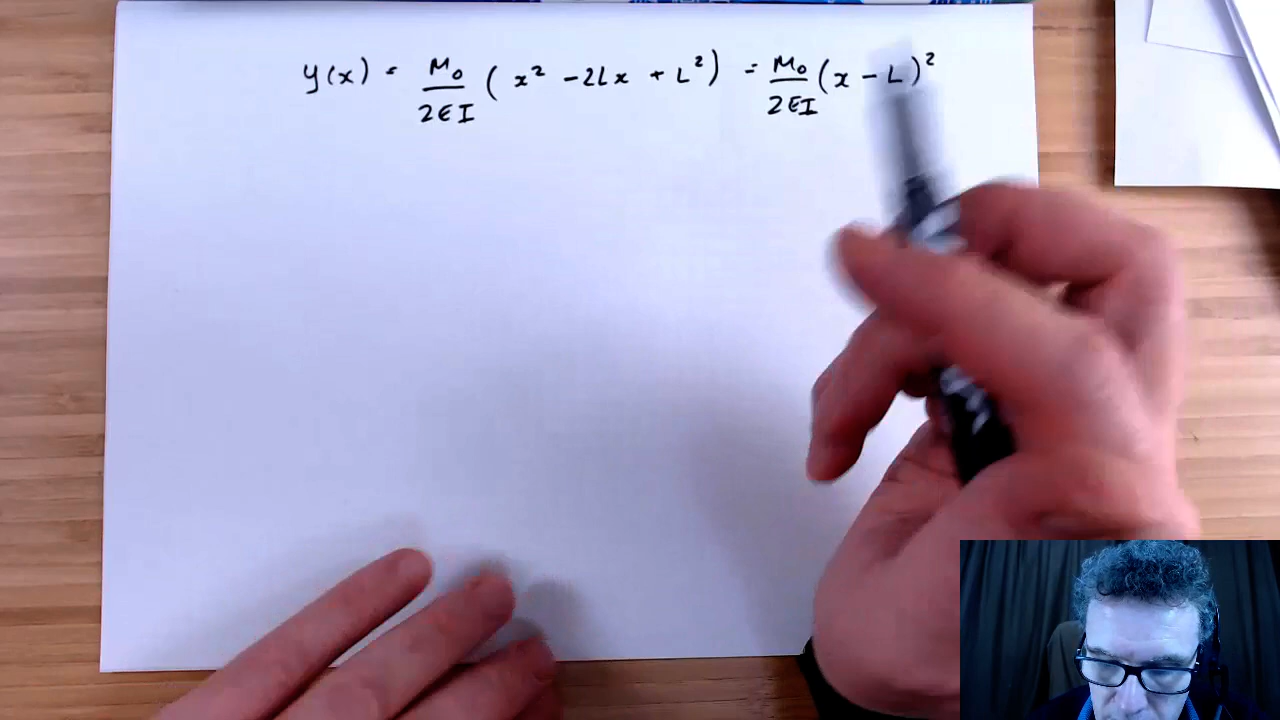 y(x) = M₀/2EI (x² - 2Lx + L²) = M₀/2EI (x - L)²